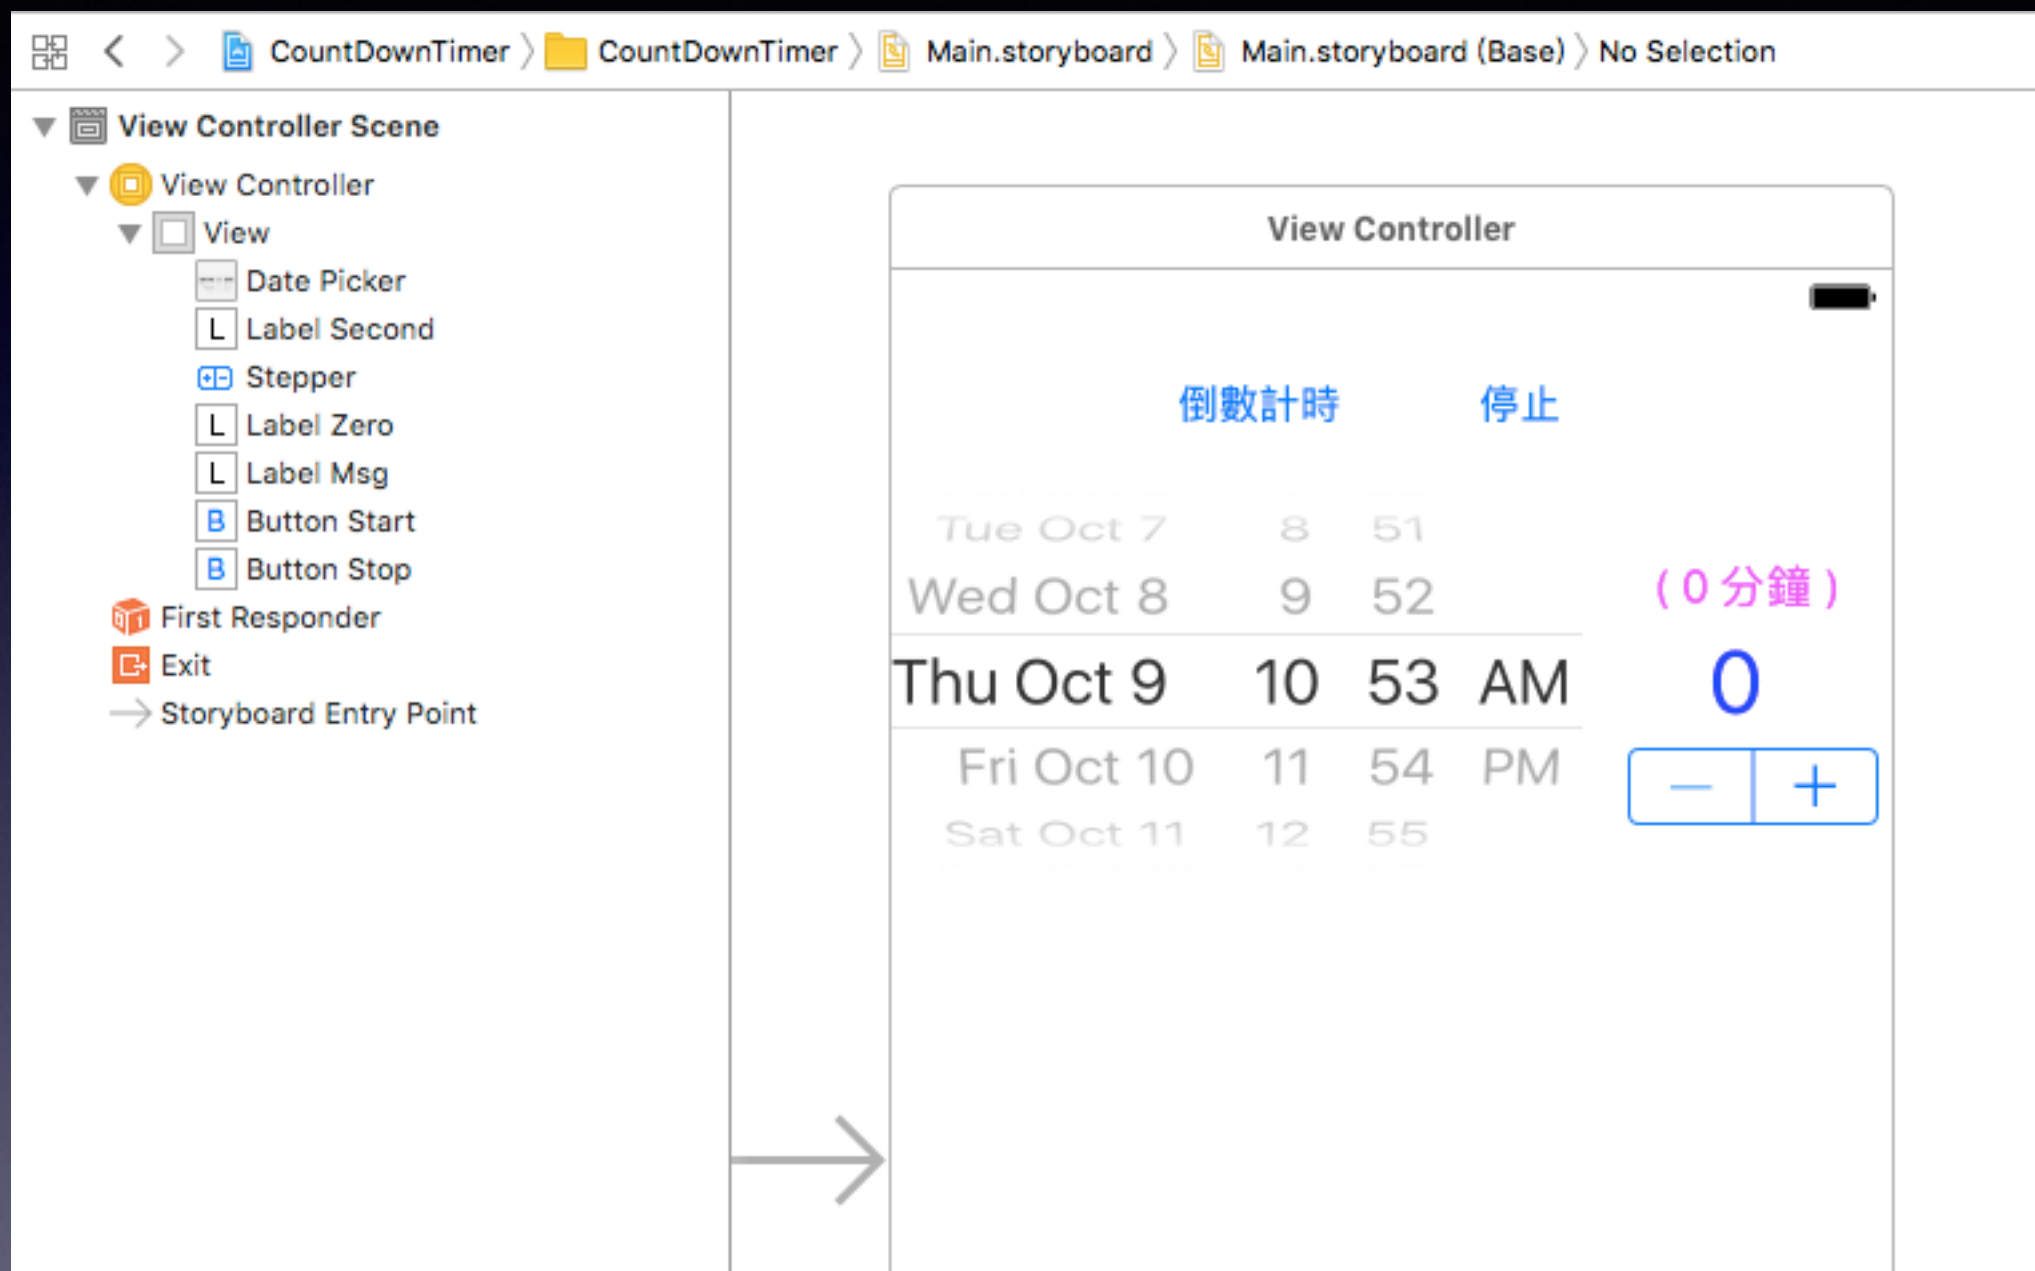 CountDownTimer 〉 CountDownTimer 〉 Main.storyboard 〉 Main.storyboard (Base) 〉 No Selection
View Controller Scene
View Controller
View
Date Picker
L Label Second
Stepper
L Label Zero
L Label Msg
B Button Start
B Button Stop
First Responder
Exit
Storyboard Entry Point
View Controller
倒數計時 停止
Tue Oct 7 8 51
Wed Oct 8 9 52
Thu Oct 9 10 53 AM
Fri Oct 10 11 54 PM
Sat Oct 11 12 55
( 0 分鐘 )
0
− +